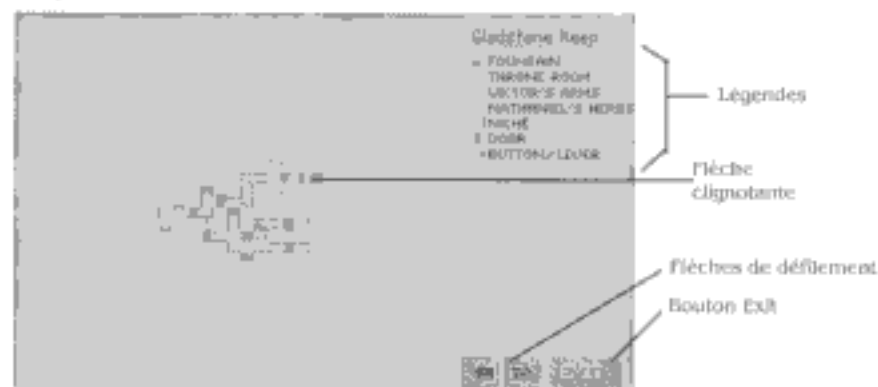 Gladstone Keep
FOUNTAIN
THRONE ROOM
VICTOR'S ARMS
NATHANIEL'S HERBS
NICHE
DOOR
BUTTON/LEVER
Légendes
Flèche
clignotante
Flèches de défilement
Bouton Exit
EXIT